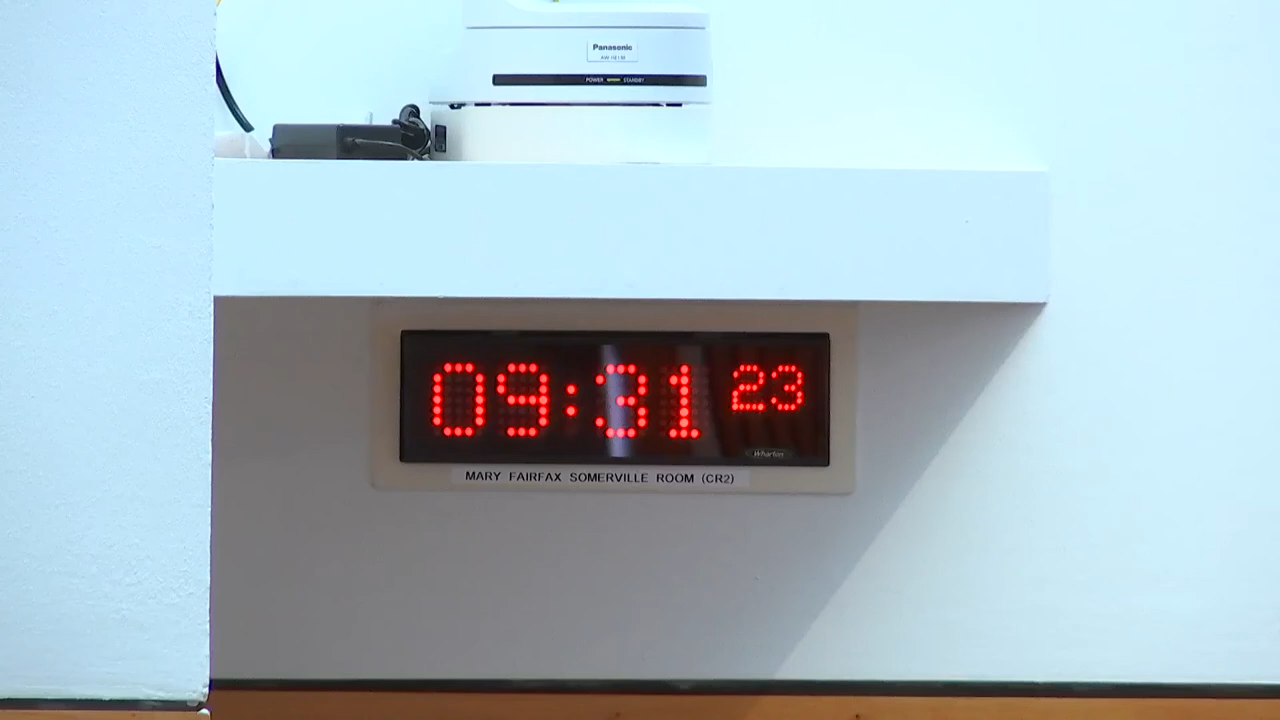 Panasonic
POWER STANDBY
09:31 23
Wharton
MARY FAIRFAX SOMERVILLE ROOM (CR2)